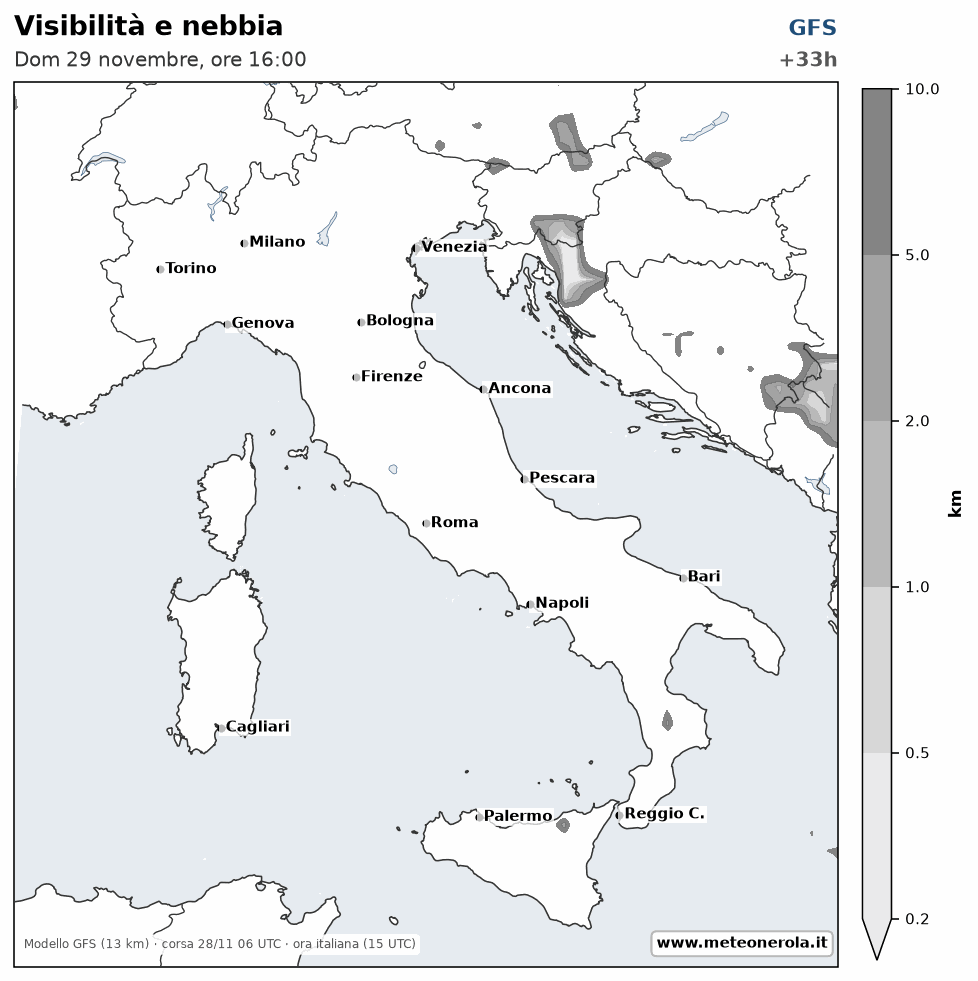 Visibilità e nebbia
GFS
Dom 29 novembre, ore 16:00
+33h
10.0
5.0
2.0
1.0
0.5
0.2
km
Milano
Venezia
Torino
Genova
Bologna
Firenze
Ancona
Pescara
Roma
Bari
Napoli
Cagliari
Palermo
Reggio C.
Modello GFS (13 km) · corsa 28/11 06 UTC · ora italiana (15 UTC)
www.meteonerola.it